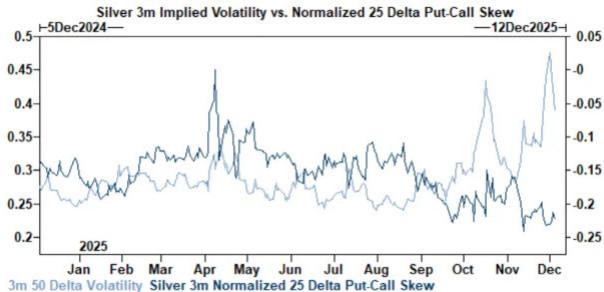 Silver 3m Implied Volatility vs. Normalized 25 Delta Put-Call Skew
5Dec2024 12Dec2025
0.5 0.05
0.45 -0
0.4 -0.05
0.35 -0.1
0.3 -0.15
0.25 -0.2
0.2 -0.25
2025
Jan Feb Mar Apr May Jun Jul Aug Sep Oct Nov Dec
3m 50 Delta Volatility Silver 3m Normalized 25 Delta Put-Call Skew